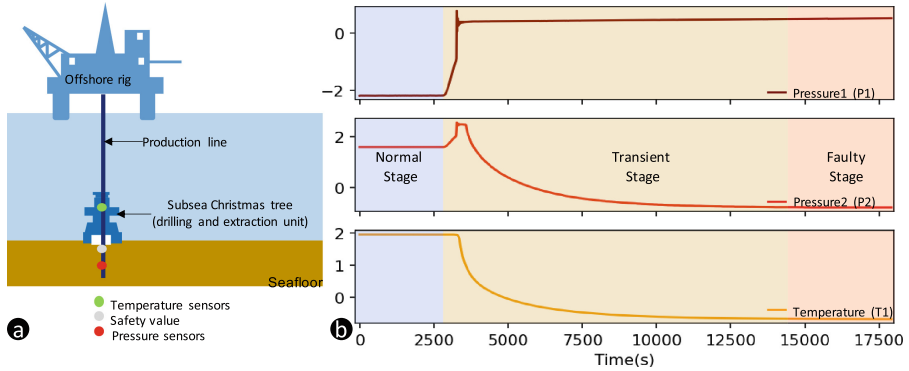 Offshore rig
Production line
Subsea Christmas tree
(drilling and extraction unit)
Seafloor
Temperature sensors
Safety value
Pressure sensors
a
0
−2
Pressure1 (P1)
2
0
Normal
Stage
Transient
Stage
Faulty
Stage
Pressure2 (P2)
2
1
0
Temperature (T1)
b
0 2500 5000 7500 10000 12500 15000 17500
Time(s)